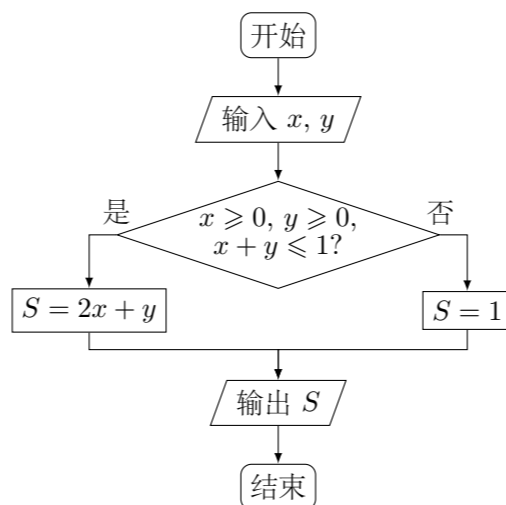 开始
输入 x, y
是
x ⩾ 0, y ⩾ 0,
x + y ⩽ 1?
否
S = 2x + y
S = 1
输出 S
结束